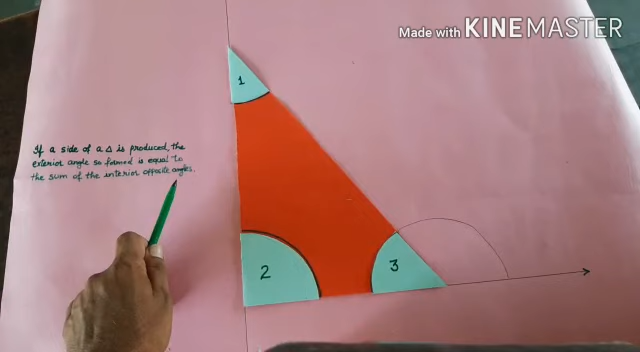 Made with KINEMASTER
1
If a side of a △ is produced, the
exterior angle so formed is equal to
the sum of the interior opposite angles.
2
3